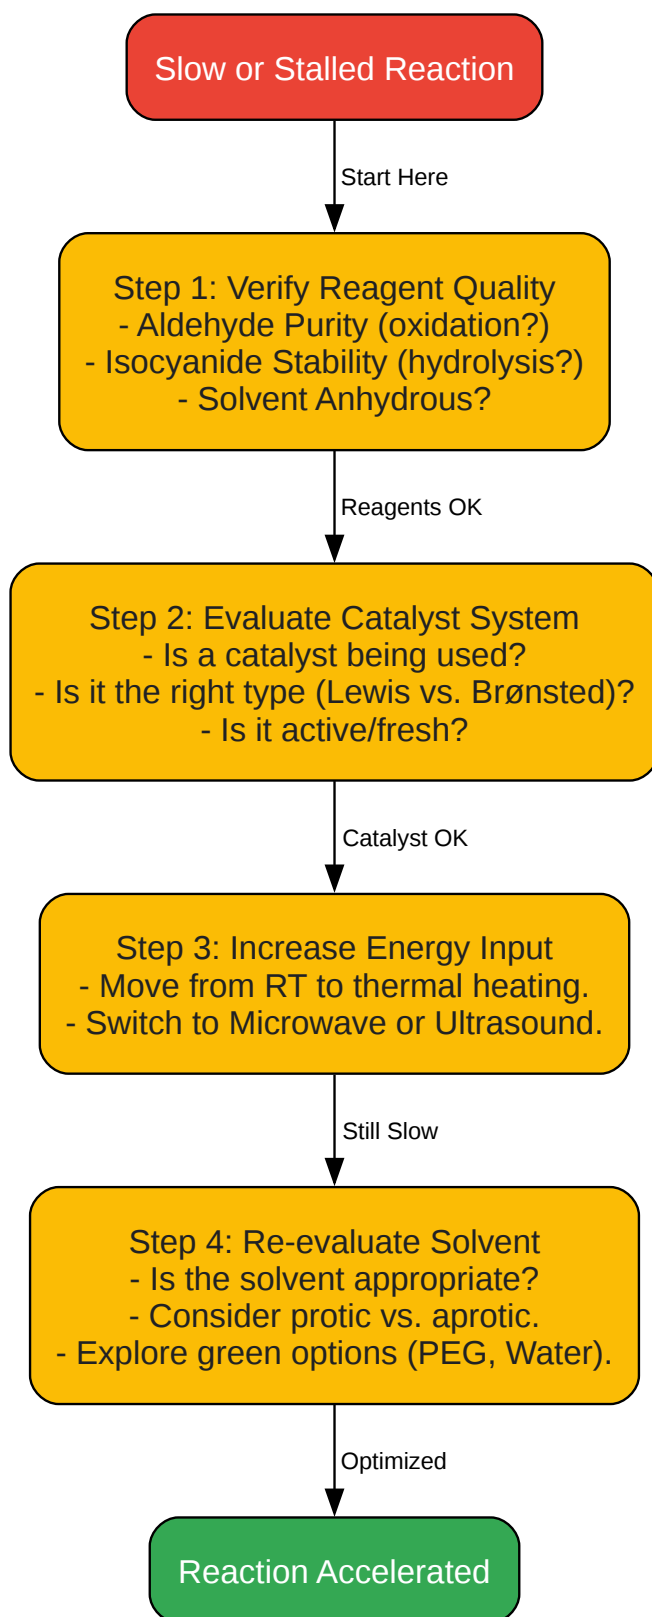 Slow or Stalled Reaction
Start Here
Step 1: Verify Reagent Quality
- Aldehyde Purity (oxidation?)
- Isocyanide Stability (hydrolysis?)
- Solvent Anhydrous?
Reagents OK
Step 2: Evaluate Catalyst System
- Is a catalyst being used?
- Is it the right type (Lewis vs. Brønsted)?
- Is it active/fresh?
Catalyst OK
Step 3: Increase Energy Input
- Move from RT to thermal heating.
- Switch to Microwave or Ultrasound.
Still Slow
Step 4: Re-evaluate Solvent
- Is the solvent appropriate?
- Consider protic vs. aprotic.
- Explore green options (PEG, Water).
Optimized
Reaction Accelerated